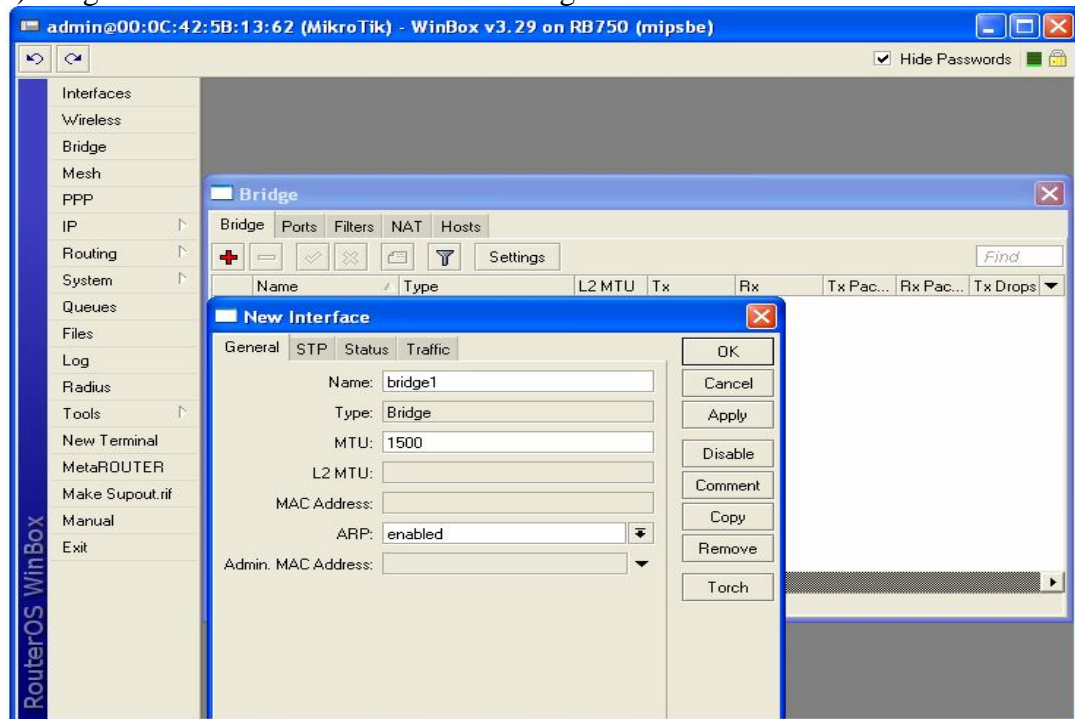 admin@00:0C:42:5B:13:62 (MikroTik) - WinBox v3.29 on RB750 (mipsbe)
Hide Passwords
Interfaces
Wireless
Bridge
Mesh
PPP
IP
Routing
System
Queues
Files
Log
Radius
Tools
New Terminal
MetaROUTER
Make Supout.rif
Manual
Exit
RouterOS WinBox
Bridge
Bridge Ports Filters NAT Hosts
Settings Find
Name Type L2 MTU Tx Rx Tx Pac... Rx Pac... Tx Drops
New Interface
General STP Status Traffic
Name: bridge1
Type: Bridge
MTU: 1500
L2 MTU:
MAC Address:
ARP: enabled
Admin. MAC Address:
OK
Cancel
Apply
Disable
Comment
Copy
Remove
Torch